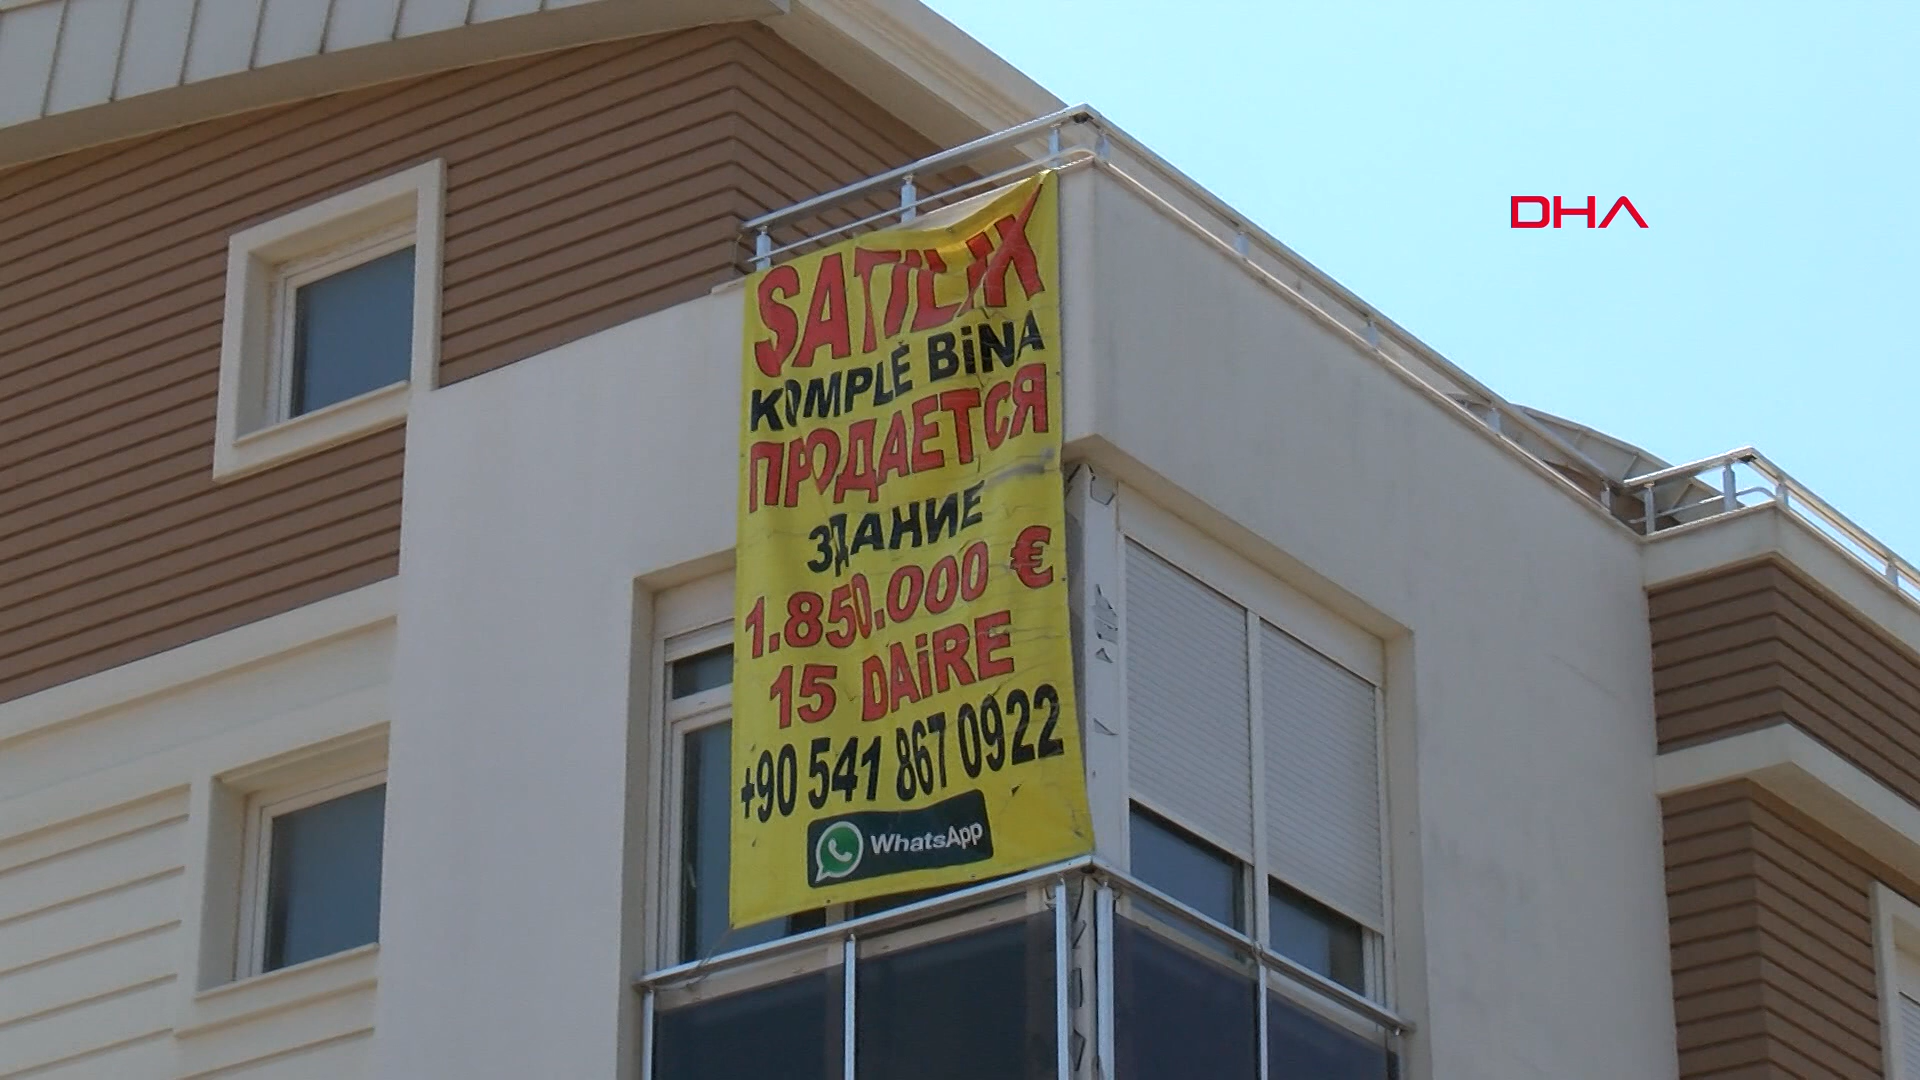 SATILIK
KOMPLE BİNA
ПРОДАЕТСЯ
ЗДАНИЕ
1.850.000 €
15 DAİRE
+90 541 867 0922
WhatsApp
DHA